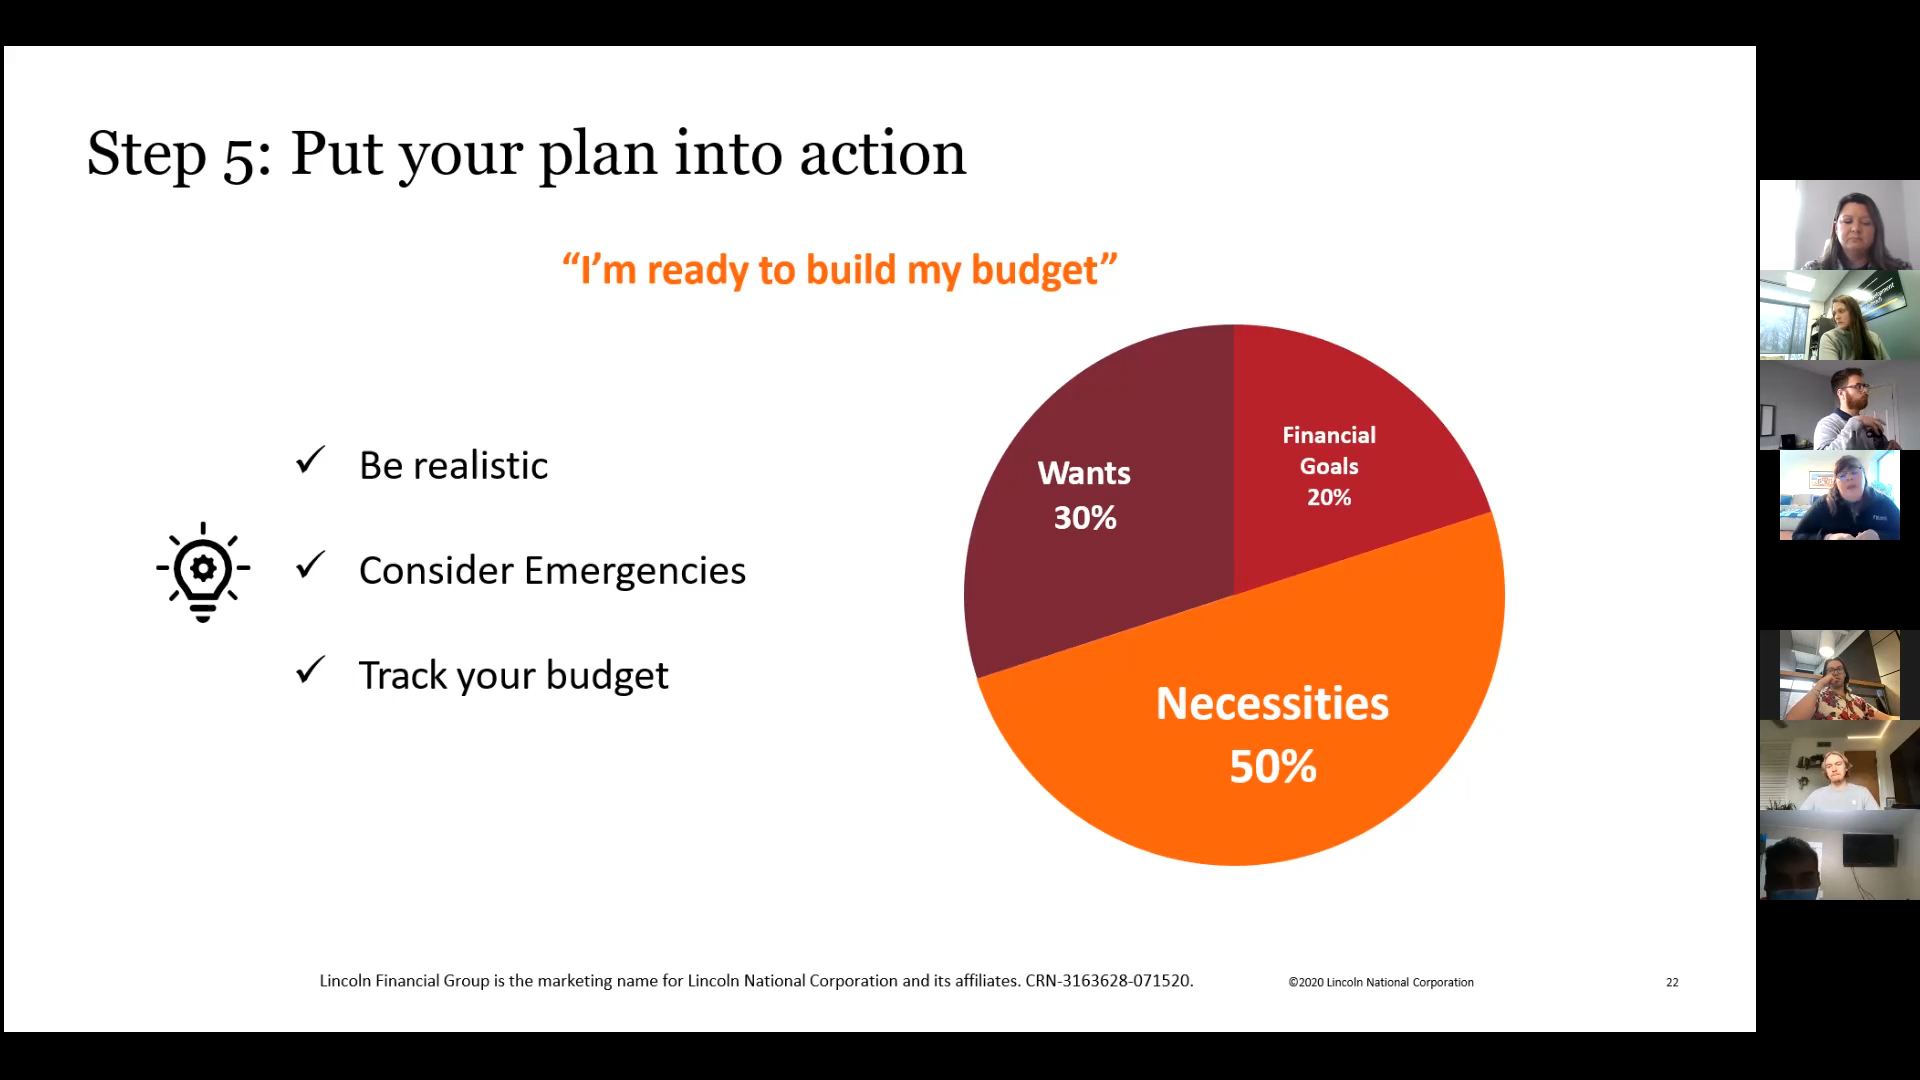 Step 5: Put your plan into action
“I’m ready to build my budget”
✓ Be realistic
✓ Consider Emergencies
✓ Track your budget
Wants
30%
Financial
Goals
20%
Necessities
50%
Lincoln Financial Group is the marketing name for Lincoln National Corporation and its affiliates. CRN-3163628-071520.
©2020 Lincoln National Corporation
22